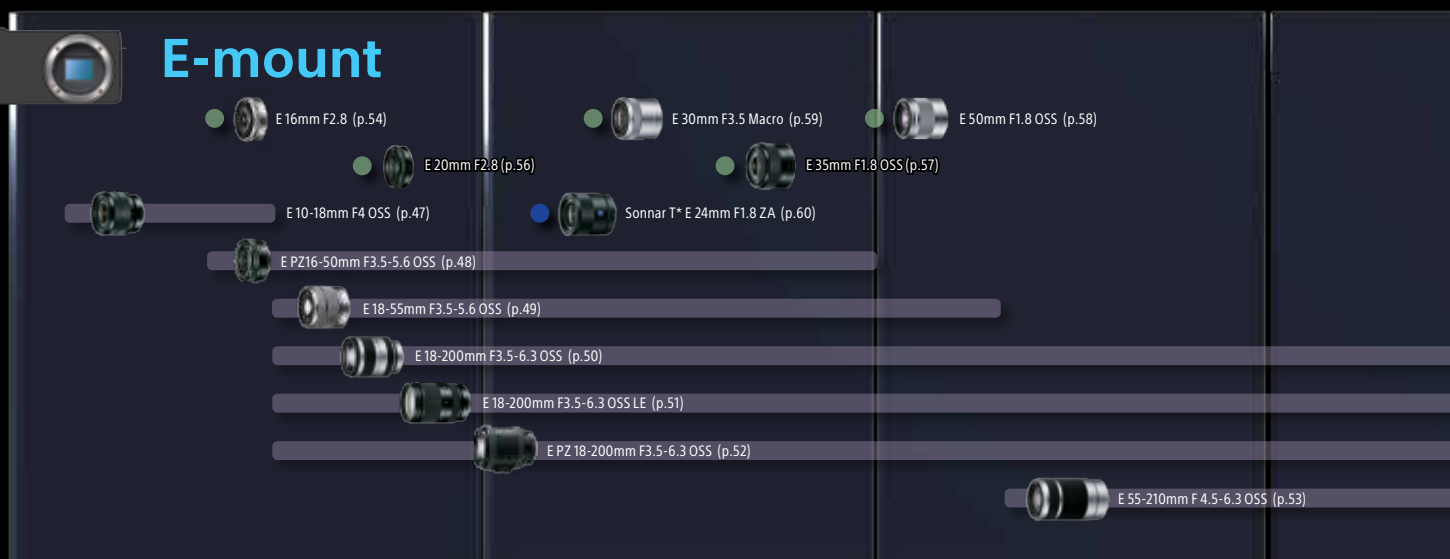 E-mount
E 16mm F2.8 (p.54)
E 30mm F3.5 Macro (p.59)
E 50mm F1.8 OSS (p.58)
E 20mm F2.8 (p.56)
E 35mm F1.8 OSS (p.57)
E 10-18mm F4 OSS (p.47)
Sonnar T* E 24mm F1.8 ZA (p.60)
E PZ16-50mm F3.5-5.6 OSS (p.48)
E 18-55mm F3.5-5.6 OSS (p.49)
E 18-200mm F3.5-6.3 OSS (p.50)
E 18-200mm F3.5-6.3 OSS LE (p.51)
E PZ 18-200mm F3.5-6.3 OSS (p.52)
E 55-210mm F 4.5-6.3 OSS (p.53)